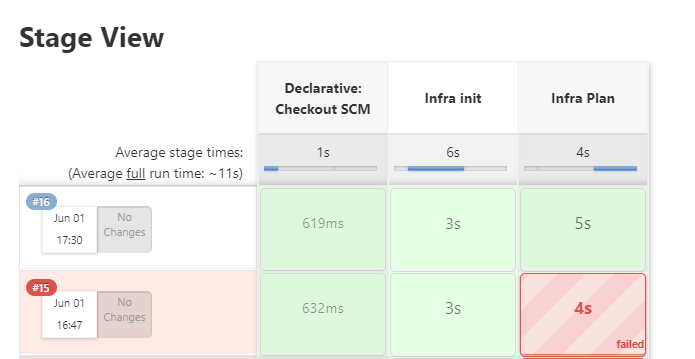 Stage View
Declarative:
Checkout SCM
Infra init
Infra Plan
Average stage times:
(Average full run time: ~11s)
1s
6s
4s
#16
Jun 01
17:30
No
Changes
619ms
3s
5s
#15
Jun 01
16:47
No
Changes
632ms
3s
4s
failed